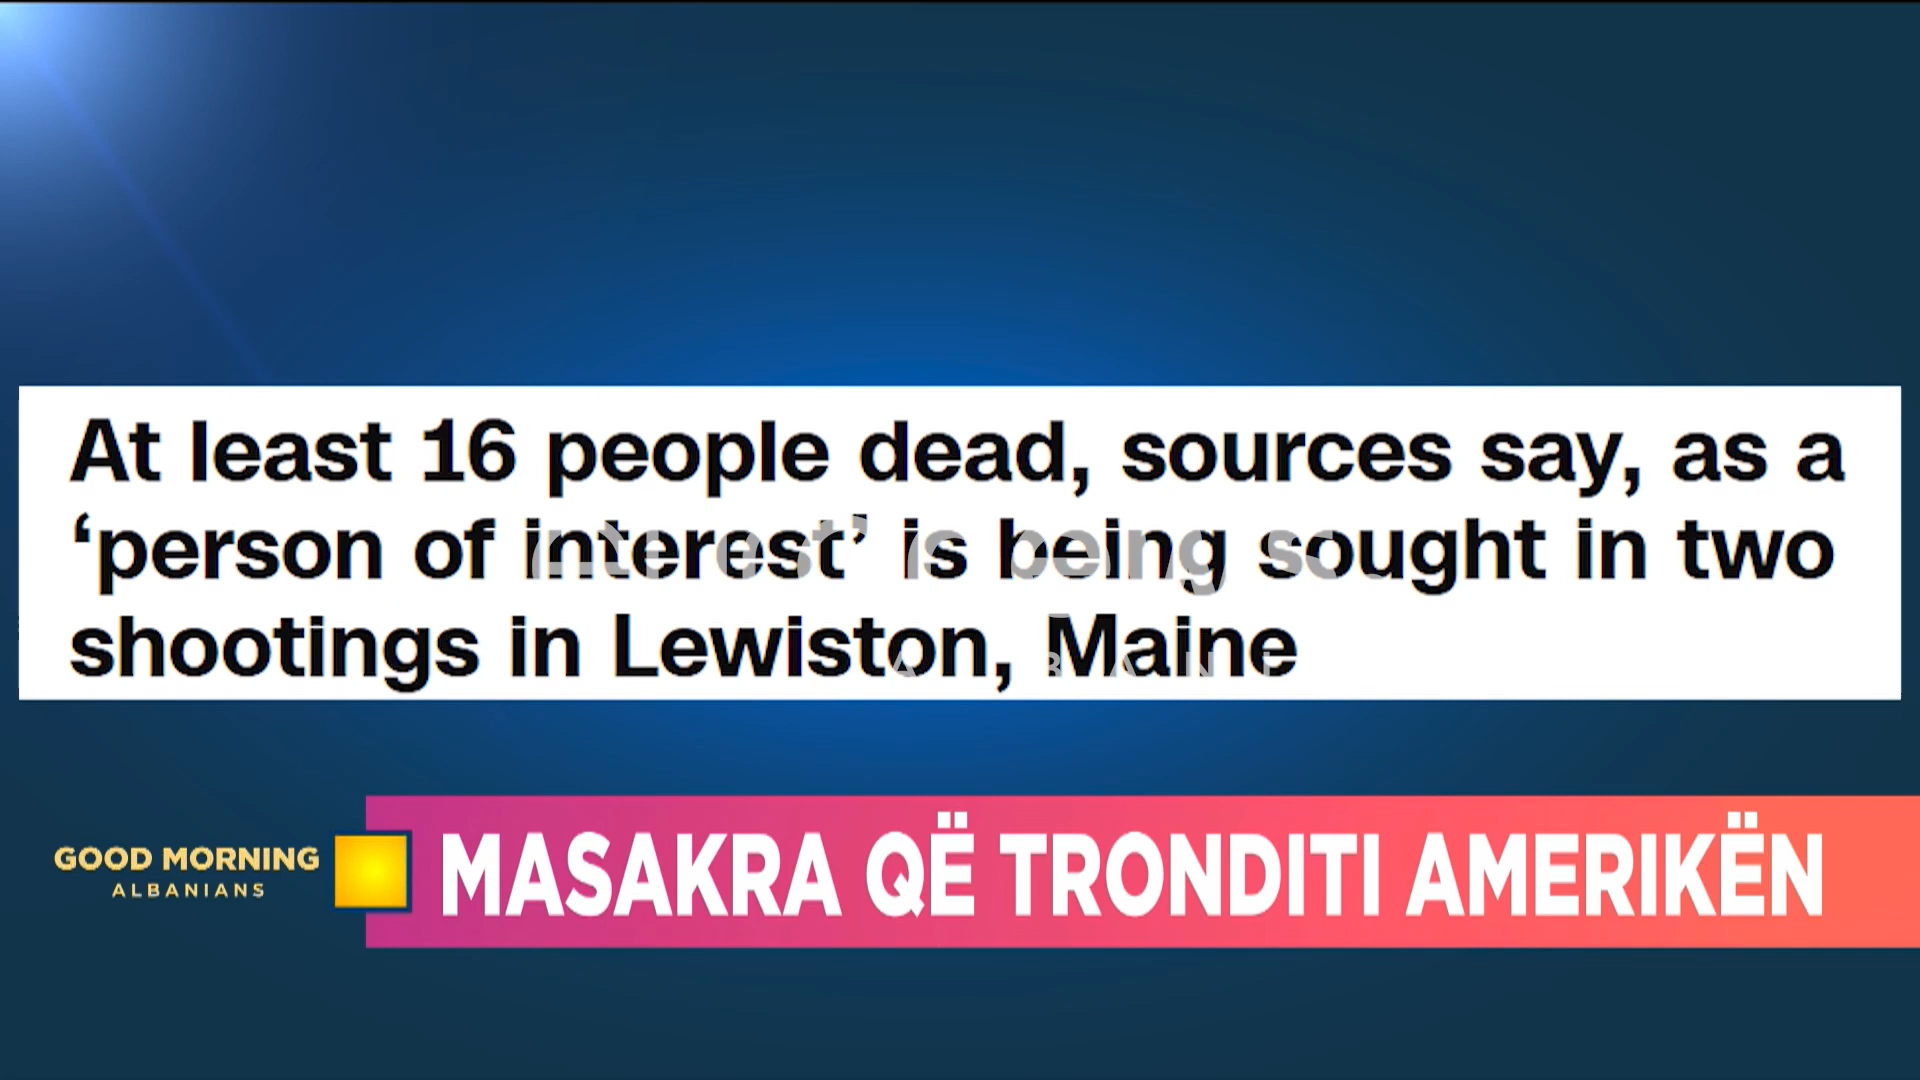 At least 16 people dead, sources say, as a
‘person of interest’ is being sought in two
shootings in Lewiston, Maine
GOOD MORNING
ALBANIANS
MASAKRA QË TRONDITI AMERIKËN